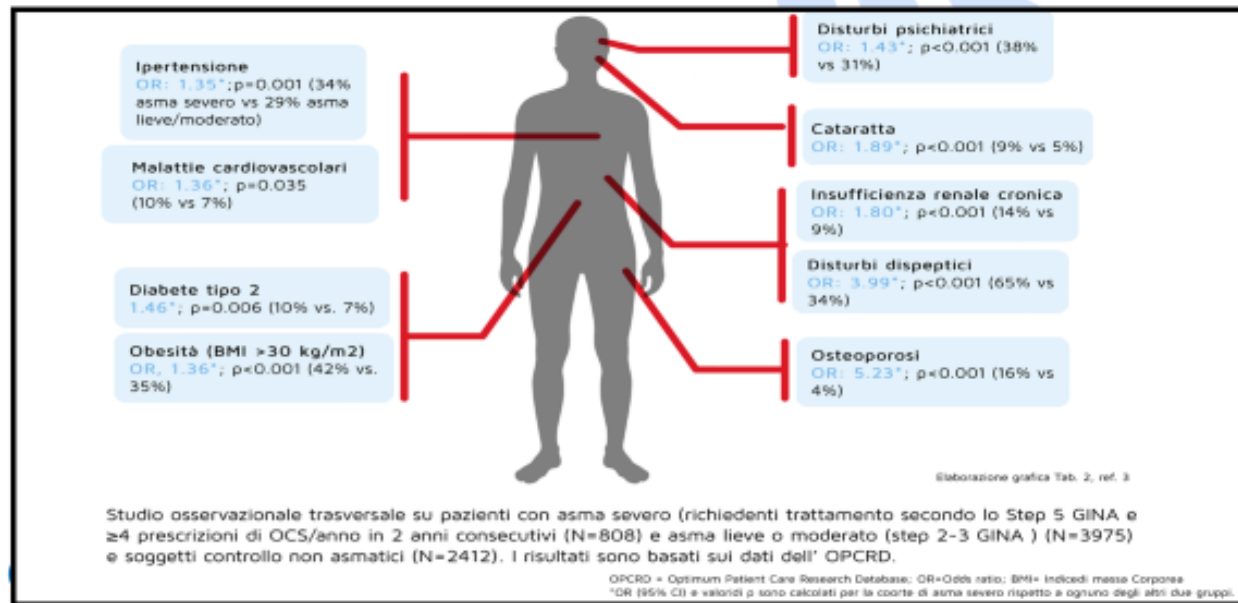 Ipertensione
OR: 1.35*;p=0.001 (34%
asma severo vs 29% asma
lieve/moderato)
Malattie cardiovascolari
OR: 1.36*; p=0.035
(10% vs 7%)
Diabete tipo 2
1.46*; p=0.006 (10% vs. 7%)
Obesità (BMI >30 kg/m2)
OR, 1.36*; p<0.001 (42% vs.
35%)
Disturbi psichiatrici
OR: 1.43*; p<0.001 (38%
vs 31%)
Cataratta
OR: 1.89*; p<0.001 (9% vs 5%)
Insufficienza renale cronica
OR: 1.80*; p<0.001 (14% vs
9%)
Disturbi dispeptici
OR: 3.99*; p<0.001 (65% vs
34%)
Osteoporosi
OR: 5.23*; p<0.001 (16% vs
4%)
Elaborazione grafica Tab. 2, ref. 3
Studio osservazionale trasversale su pazienti con asma severo (richiedenti trattamento secondo lo Step 5 GINA e
≥4 prescrizioni di OCS/anno in 2 anni consecutivi (N=808) e asma lieve o moderato (step 2-3 GINA ) (N=3975)
e soggetti controllo non asmatici (N=2412). I risultati sono basati sui dati dell' OPCRD.
OPCRD = Optimum Patient Care Research Database; OR=Odds ratio; BMI= Indicedi massa Corporea
*OR (95% CI) e valoridi p sono calcolati per la coorte di asma severo rispetto a ognuno degli altri due gruppi.